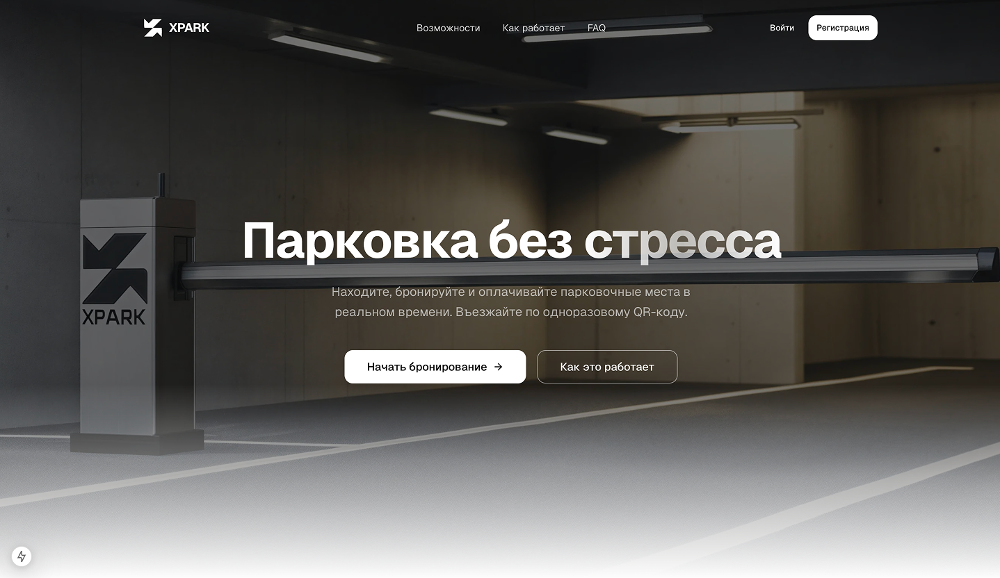 XPARK
Возможности
Как работает
FAQ
Войти
Регистрация
Парковка без стресса
Находите, бронируйте и оплачивайте парковочные места в
реальном времени. Въезжайте по одноразовому QR-коду.
Начать бронирование →
Как это работает
XPARK